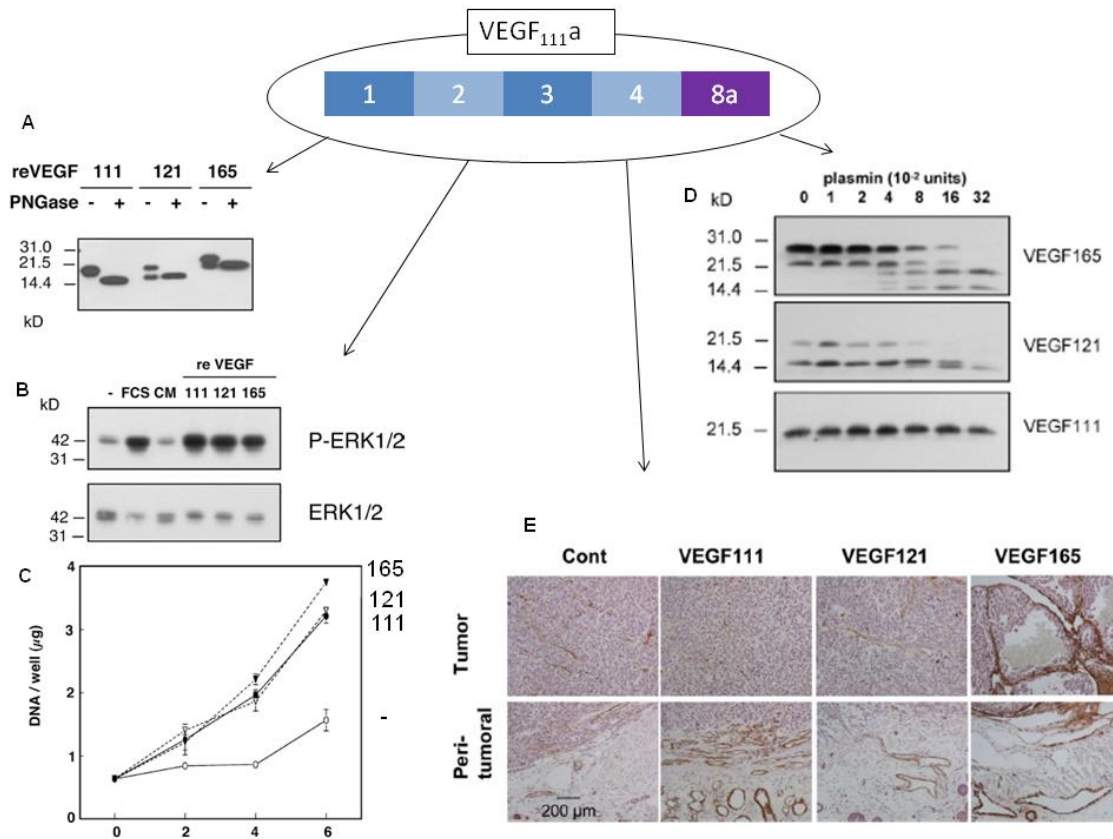 VEGF₁₁₁a
1 2 3 4 8a
A
reVEGF 111 121 165
PNGase - + - + - +
31.0
21.5
14.4
kD
B
re VEGF
- FCS CM 111 121 165
kD
42
31
P-ERK1/2
42
31
ERK1/2
C
DNA / well (µg)
4
3
2
1
0
0 2 4 6
165
121
111
-
D
plasmin (10⁻² units)
kD 0 1 2 4 8 16 32
31.0
21.5
14.4
VEGF165
21.5
14.4
VEGF121
21.5
VEGF111
E
Cont VEGF111 VEGF121 VEGF165
Tumor
Peri-
tumoral
200 µm